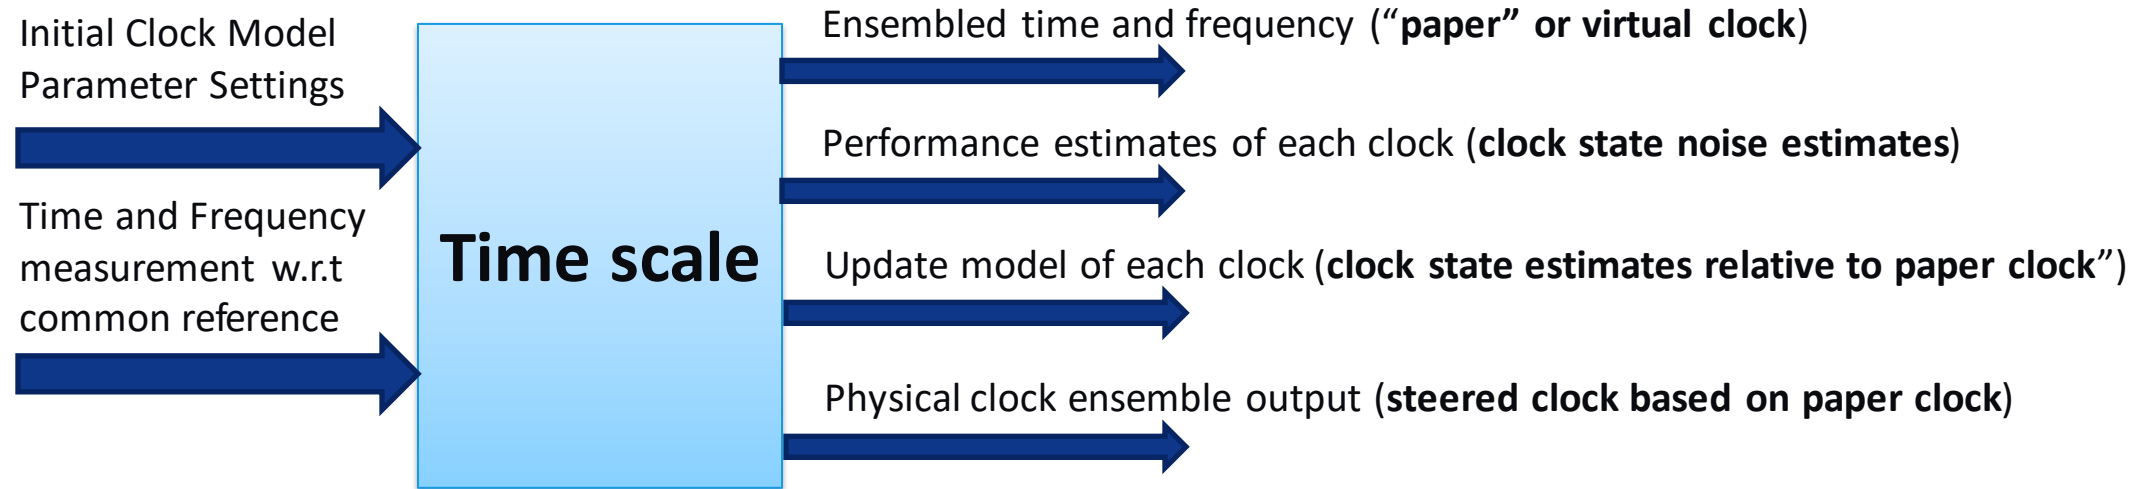 Initial Clock Model
Parameter Settings
Time and Frequency
measurement w.r.t
common reference
Time scale
Ensembled time and frequency (“paper” or virtual clock)
Performance estimates of each clock (clock state noise estimates)
Update model of each clock (clock state estimates relative to paper clock”)
Physical clock ensemble output (steered clock based on paper clock)